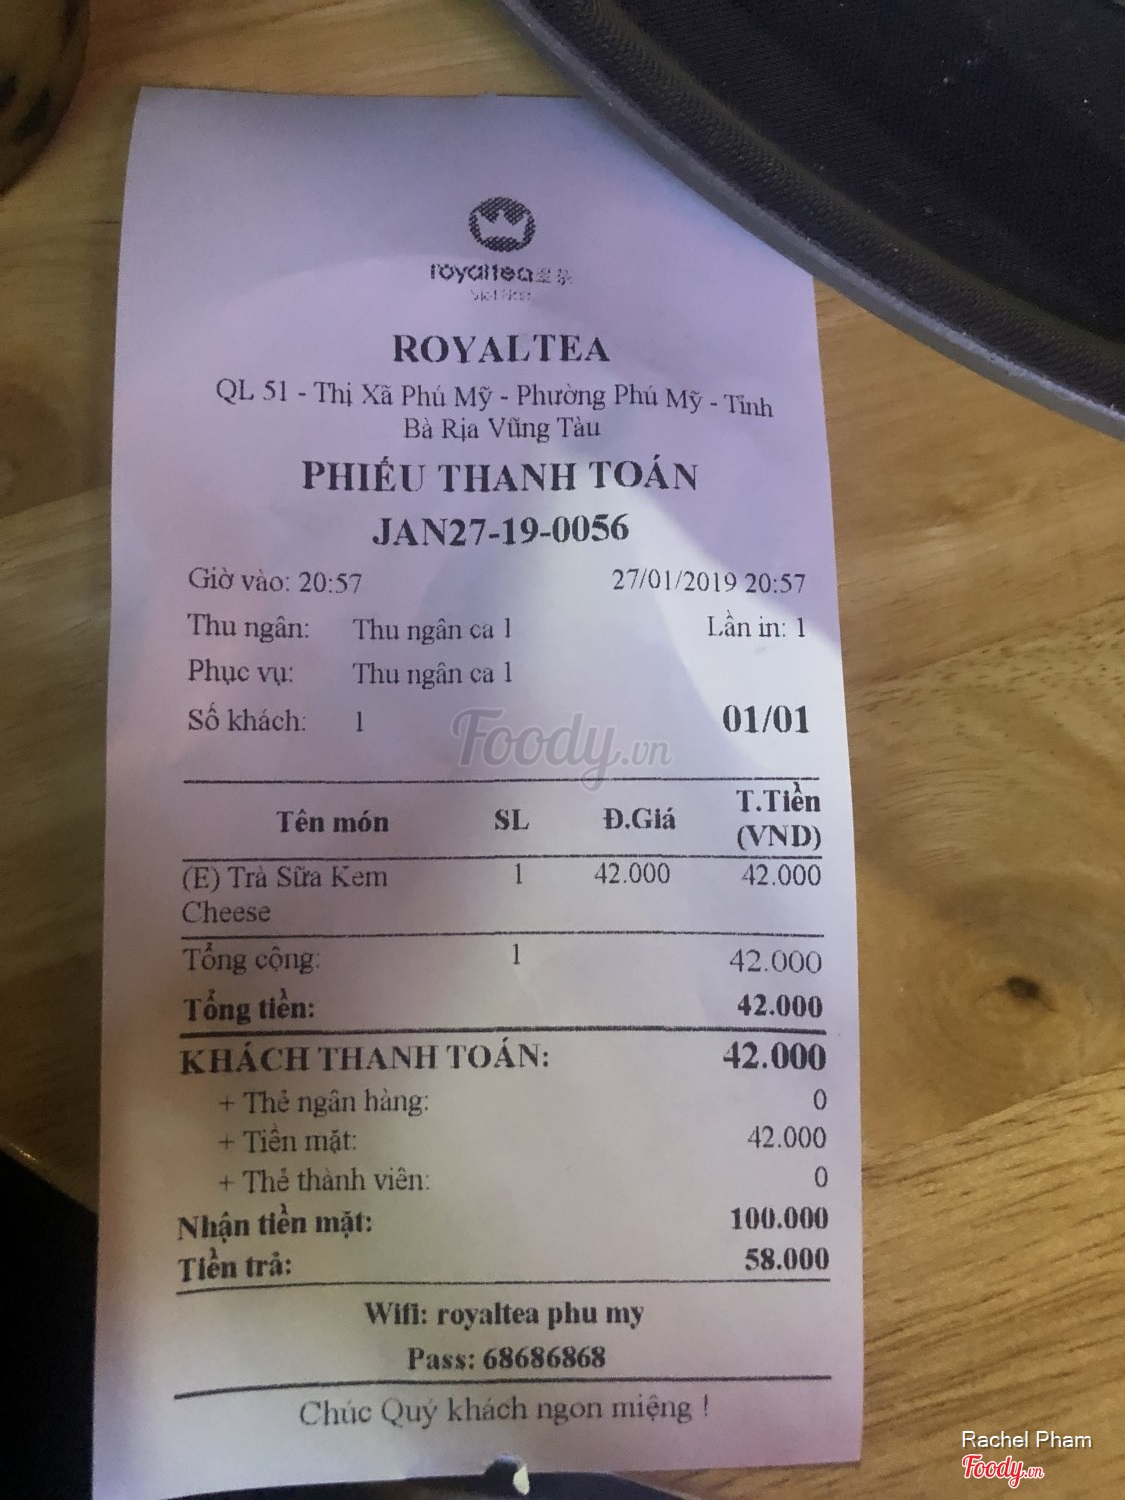 royaltea
ROYALTEA
QL 51 - Thị Xã Phú Mỹ - Phường Phú Mỹ - Tỉnh
Bà Rịa Vũng Tàu
PHIẾU THANH TOÁN
JAN27-19-0056
Giờ vào: 20:57 27/01/2019 20:57
Thu ngân: Thu ngân ca 1 Lần in: 1
Phục vụ: Thu ngân ca 1
Số khách: 1 01/01
Foody.vn
Tên món SL Đ.Giá T.Tiền (VND)
(E) Trà Sữa Kem 1 42.000 42.000
Cheese
Tổng cộng: 1 42.000
Tổng tiền: 42.000
KHÁCH THANH TOÁN: 42.000
+ Thẻ ngân hàng: 0
+ Tiền mặt: 42.000
+ Thẻ thành viên: 0
Nhận tiền mặt: 100.000
Tiền trả: 58.000
Wifi: royaltea phu my
Pass: 68686868
Chúc Quý khách ngon miệng !
Rachel Pham
Foody.vn